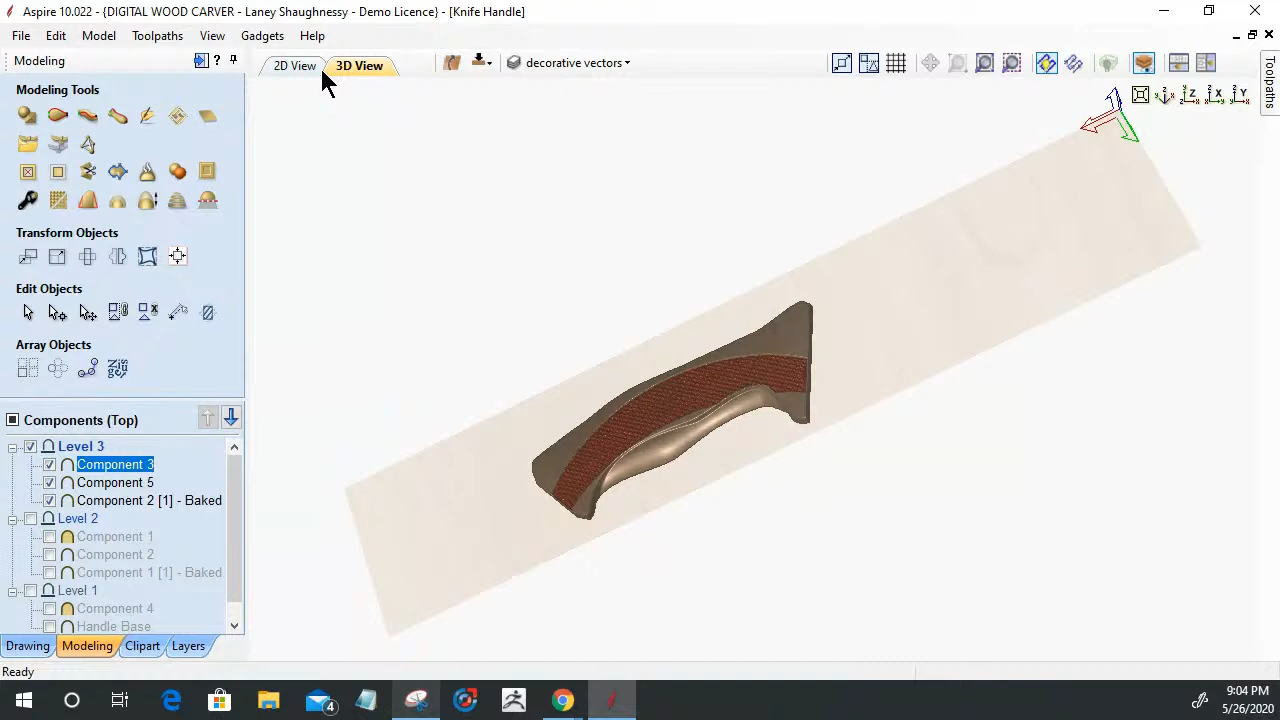 Aspire 10.022 - {DIGITAL WOOD CARVER - Laney Shaughnessy - Demo Licence} - [Knife Handle]
File Edit Model Toolpaths View Gadgets Help
Modeling
2D View 3D View decorative vectors
Toolpaths
Z X Y
Modeling Tools
Transform Objects
Edit Objects
Array Objects
Components (Top)
Level 3
Component 3
Component 5
Component 2 [1] - Baked
Level 2
Component 1
Component 2
Component 1 [1] - Baked
Level 1
Component 4
Handle Base
Drawing Modeling Clipart Layers
Ready
4
9:04 PM
5/26/2020